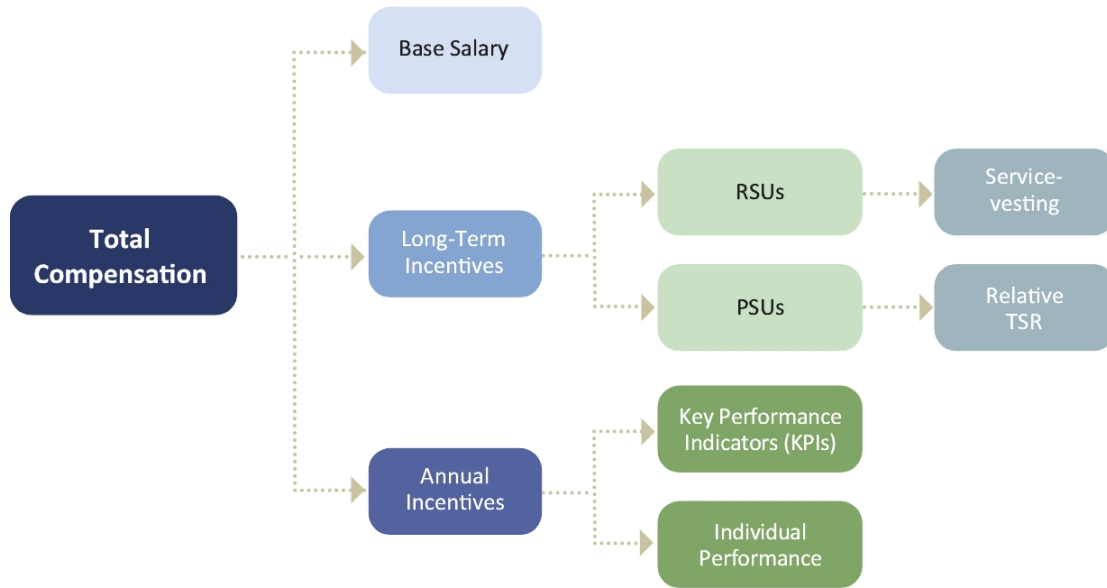 Total
Compensation
Base Salary
Long-Term
Incentives
RSUs
Service-
vesting
PSUs
Relative
TSR
Annual
Incentives
Key Performance
Indicators (KPIs)
Individual
Performance